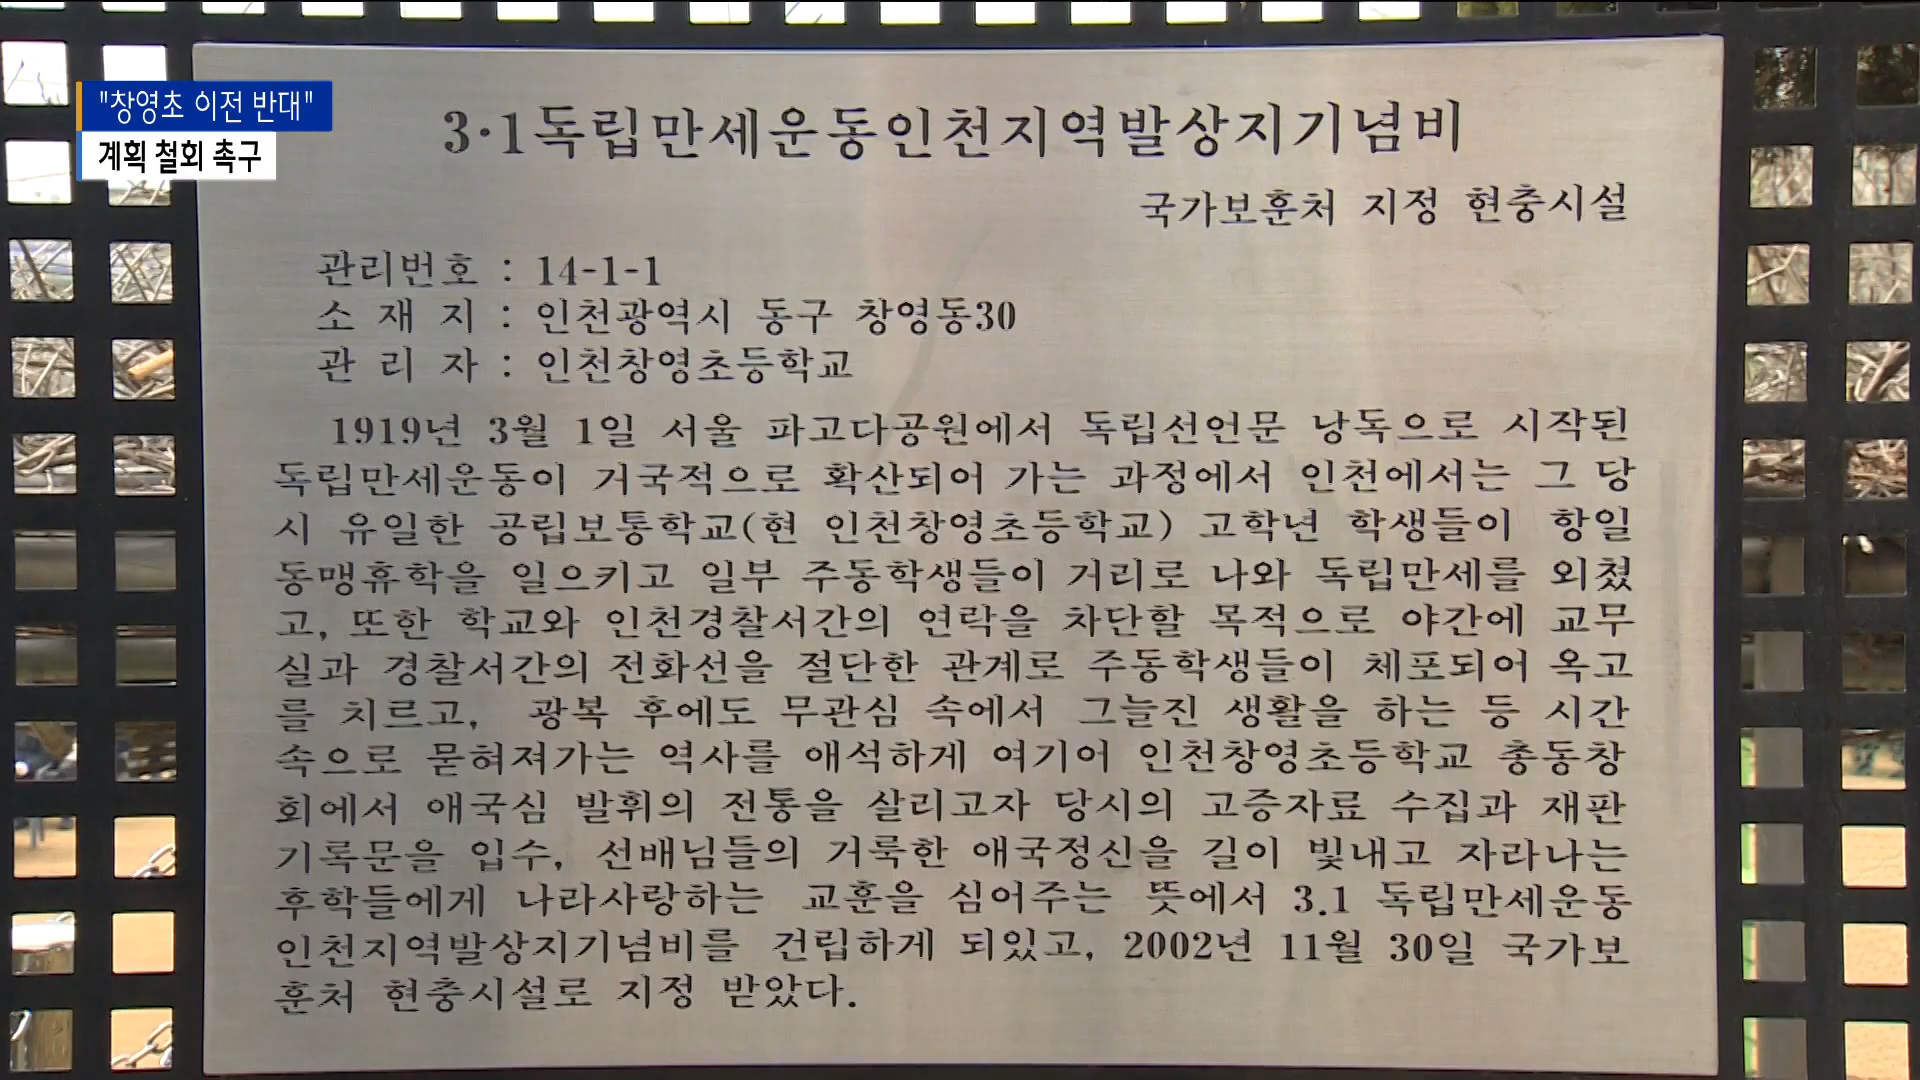 "창영초 이전 반대"
계획 철회 촉구
3·1독립만세운동인천지역발상지기념비
국가보훈처 지정 현충시설
관리번호 : 14-1-1
소 재 지 : 인천광역시 동구 창영동30
관 리 자 : 인천창영초등학교
1919년 3월 1일 서울 파고다공원에서 독립선언문 낭독으로 시작된
독립만세운동이 거국적으로 확산되어 가는 과정에서 인천에서는 그 당
시 유일한 공립보통학교(현 인천창영초등학교) 고학년 학생들이 항일
동맹휴학을 일으키고 일부 주동학생들이 거리로 나와 독립만세를 외쳤
고, 또한 학교와 인천경찰서간의 연락을 차단할 목적으로 야간에 교무
실과 경찰서간의 전화선을 절단한 관계로 주동학생들이 체포되어 옥고
를 치르고, 광복 후에도 무관심 속에서 그늘진 생활을 하는 등 시간
속으로 묻혀져가는 역사를 애석하게 여기어 인천창영초등학교 총동창
회에서 애국심 발휘의 전통을 살리고자 당시의 고증자료 수집과 재판
기록문을 입수, 선배님들의 거룩한 애국정신을 길이 빛내고 자라나는
후학들에게 나라사랑하는 교훈을 심어주는 뜻에서 3.1 독립만세운동
인천지역발상지기념비를 건립하게 되있고, 2002년 11월 30일 국가보
훈처 현충시설로 지정 받았다.